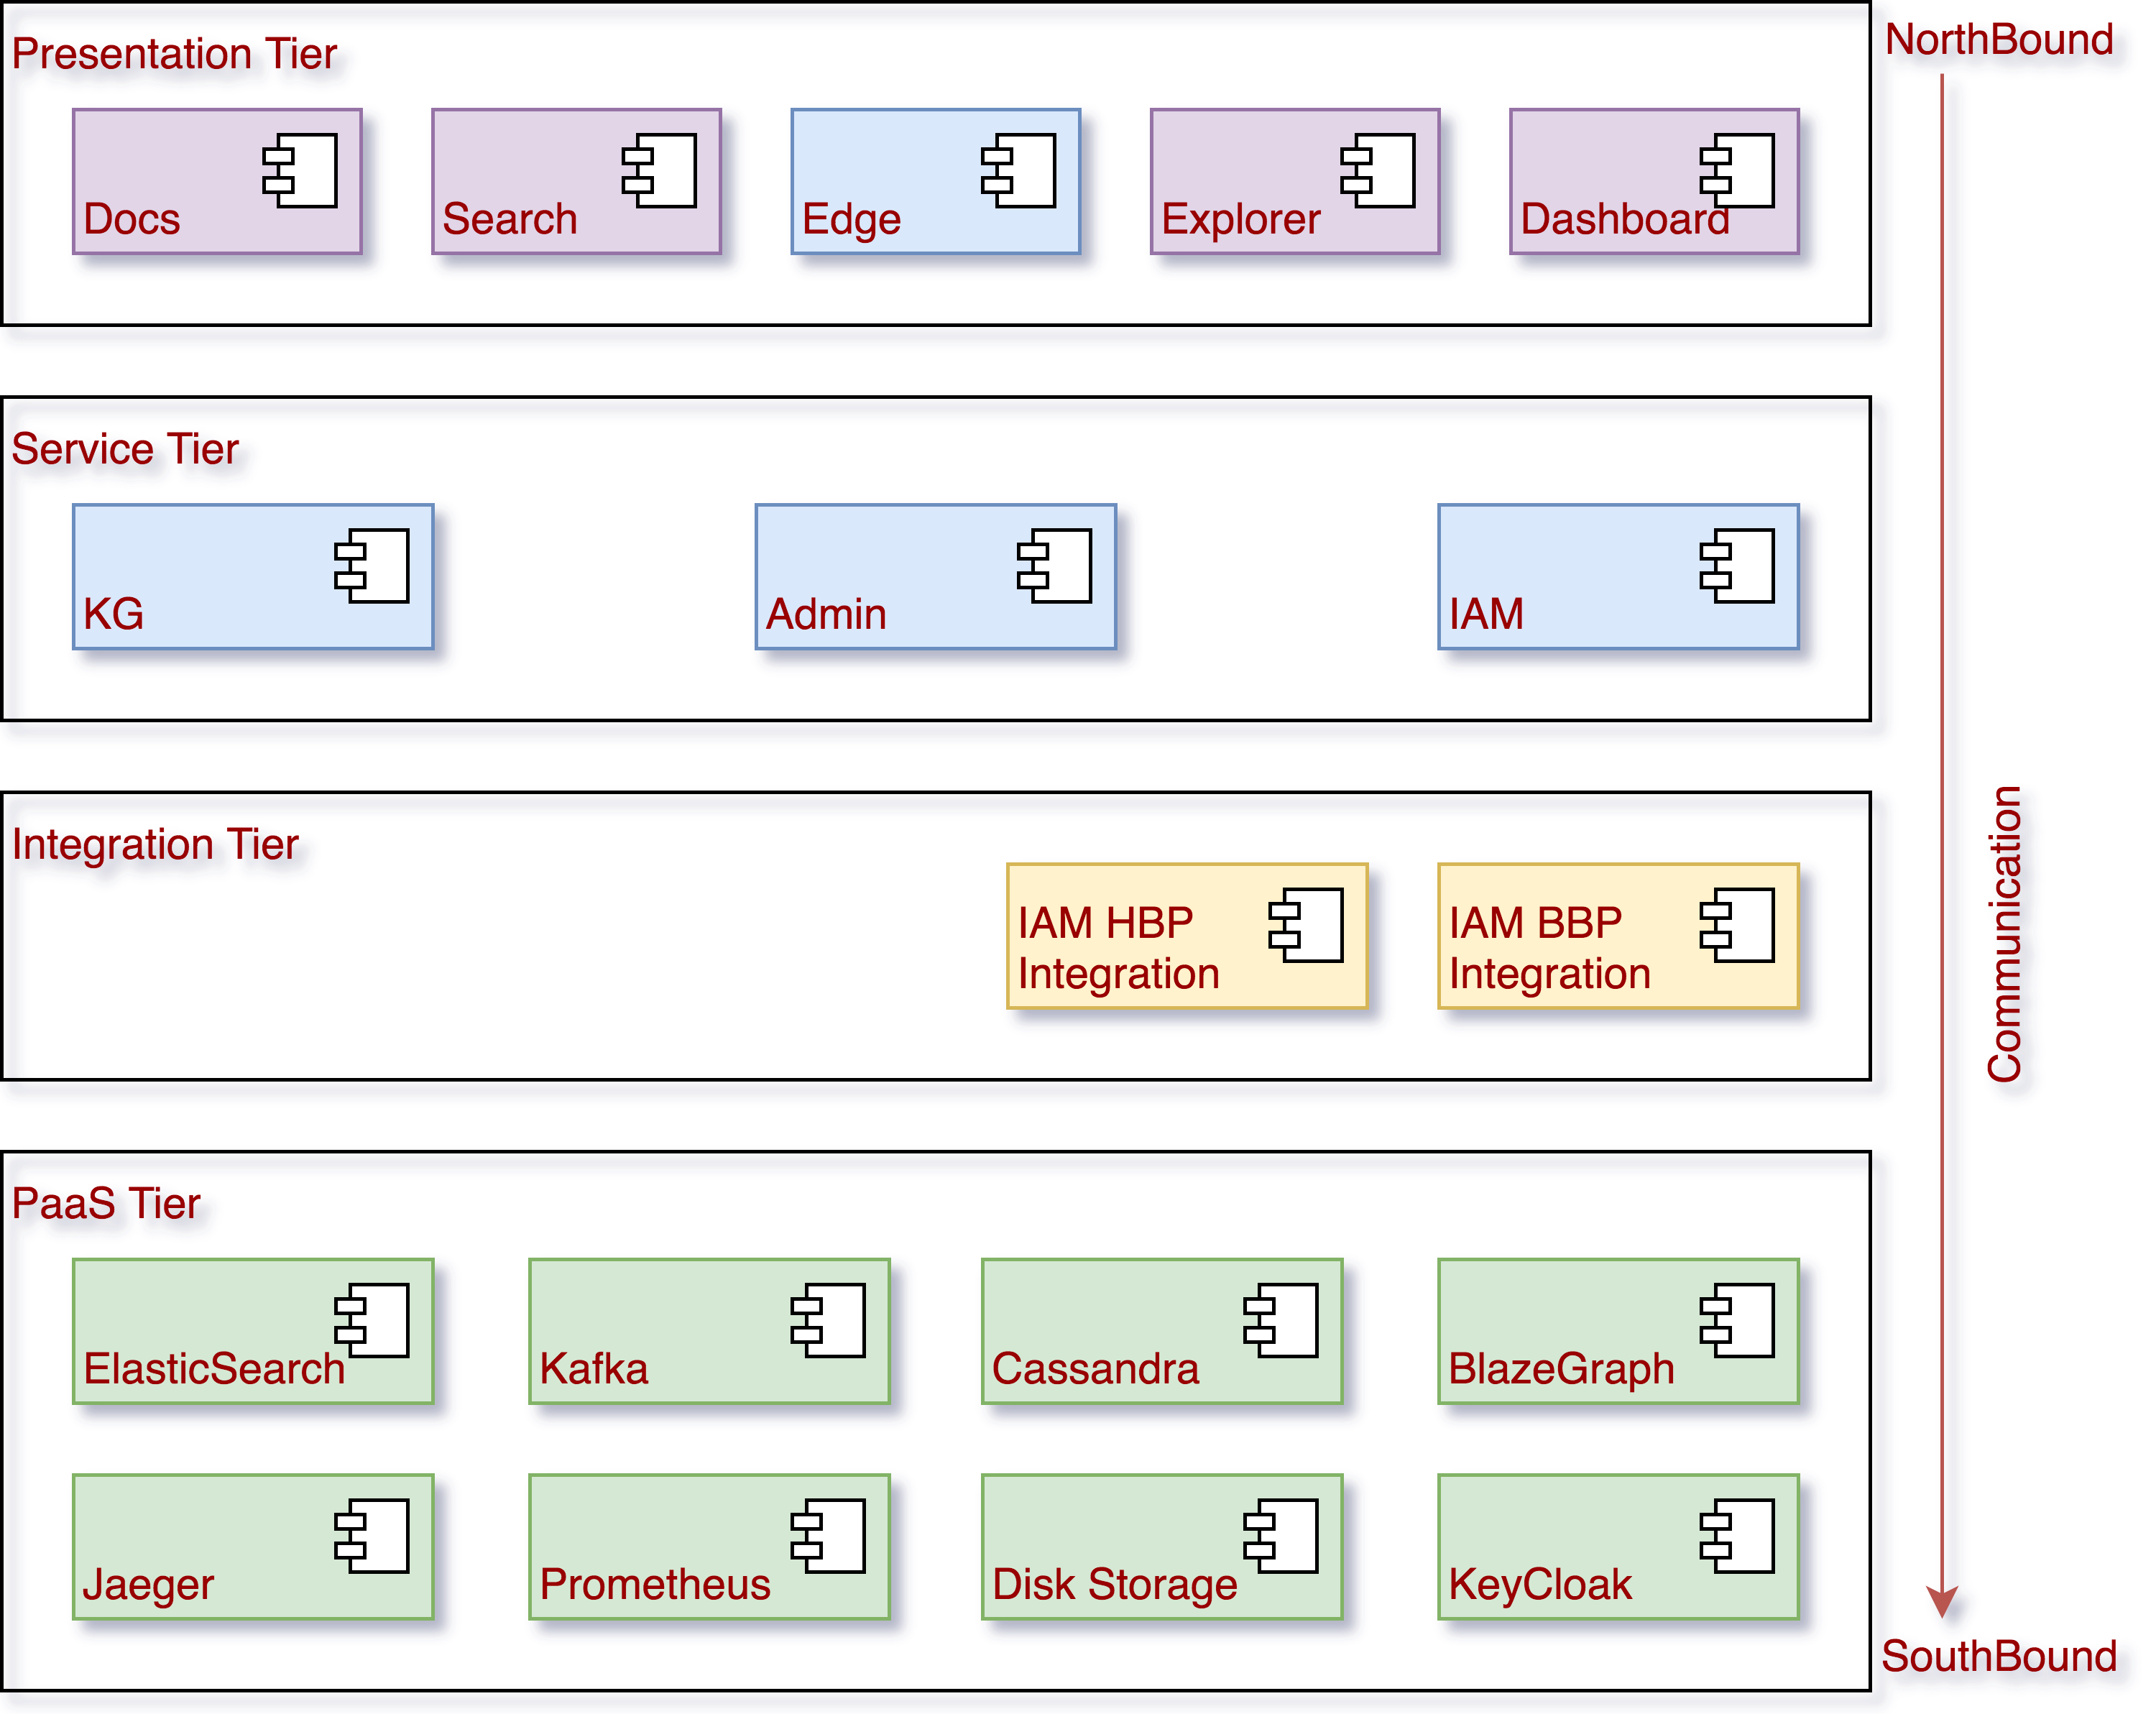 Presentation Tier
NorthBound
Docs
Search
Edge
Explorer
Dashboard
Service Tier
KG
Admin
IAM
Integration Tier
IAM HBP
Integration
IAM BBP
Integration
Communication
PaaS Tier
ElasticSearch
Kafka
Cassandra
BlazeGraph
Jaeger
Prometheus
Disk Storage
KeyCloak
SouthBound